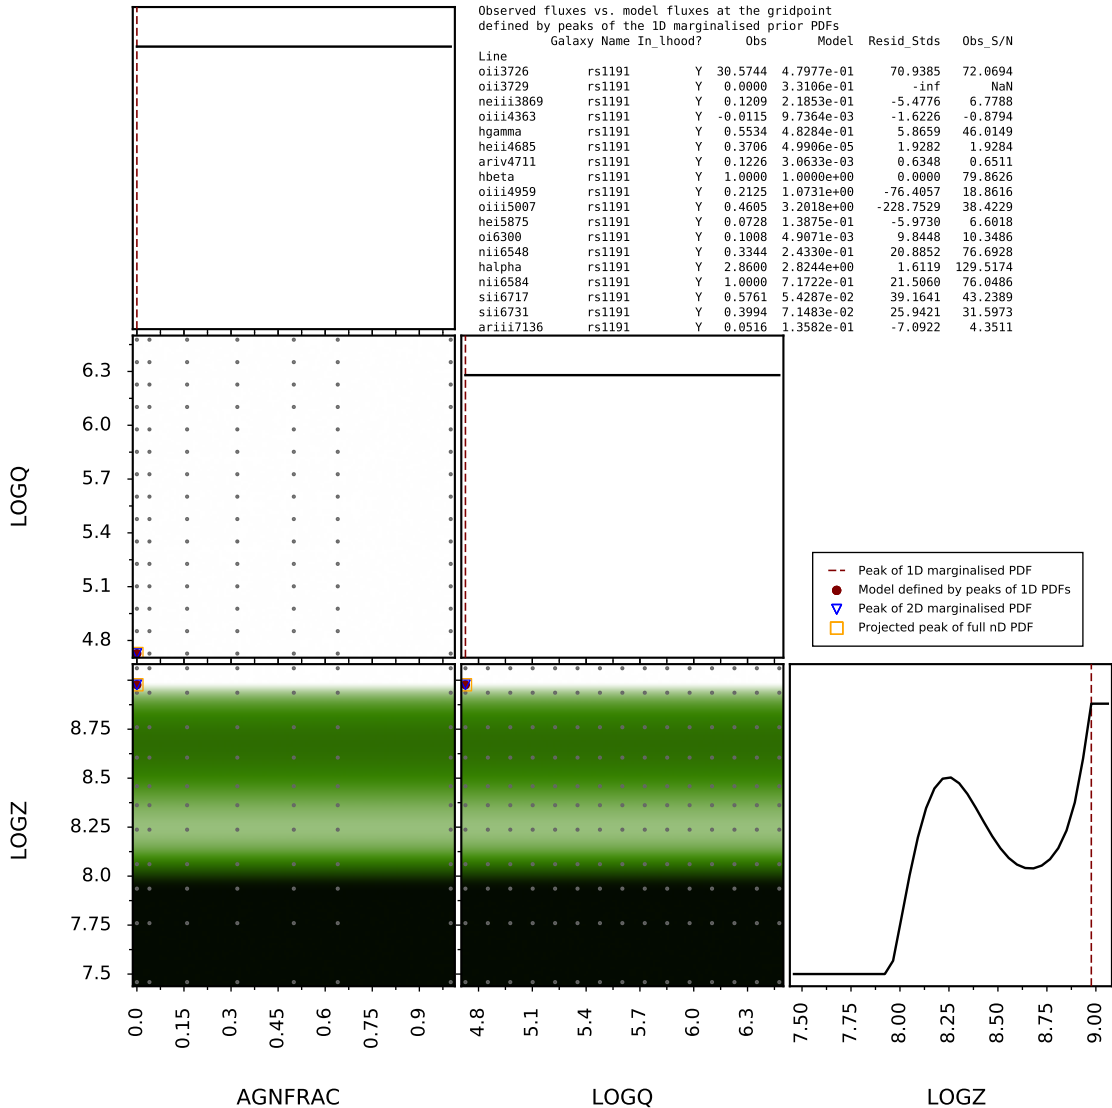 Observed fluxes vs. model fluxes at the gridpoint
defined by peaks of the 1D marginalised prior PDFs
Galaxy Name In_lhood? Obs Model Resid_Stds Obs_S/N
Line
oii3726 rs1191 Y 30.5744 4.7977e-01 70.9385 72.0694
oii3729 rs1191 Y 0.0000 3.3106e-01 -inf NaN
neiii3869 rs1191 Y 0.1209 2.1853e-01 -5.4776 6.7788
oiii4363 rs1191 Y -0.0115 9.7364e-03 -1.6226 -0.8794
hgamma rs1191 Y 0.5534 4.8284e-01 5.8659 46.0149
heii4685 rs1191 Y 0.3706 4.9906e-05 1.9282 1.9284
ariv4711 rs1191 Y 0.1226 3.0633e-03 0.6348 0.6511
hbeta rs1191 Y 1.0000 1.0000e+00 0.0000 79.8626
oiii4959 rs1191 Y 0.2125 1.0731e+00 -76.4057 18.8616
oiii5007 rs1191 Y 0.4605 3.2018e+00 -228.7529 38.4229
hei5875 rs1191 Y 0.0728 1.3875e-01 -5.9730 6.6018
oi6300 rs1191 Y 0.1008 4.9071e-03 9.8448 10.3486
nii6548 rs1191 Y 0.3344 2.4330e-01 20.8852 76.6928
halpha rs1191 Y 2.8600 2.8244e+00 1.6119 129.5174
nii6584 rs1191 Y 1.0000 7.1722e-01 21.5060 76.0486
sii6717 rs1191 Y 0.5761 5.4287e-02 39.1641 43.2389
sii6731 rs1191 Y 0.3994 7.1483e-02 25.9421 31.5973
ariii7136 rs1191 Y 0.0516 1.3582e-01 -7.0922 4.3511
LOGQ
6.3
6.0
5.7
5.4
5.1
4.8
Peak of 1D marginalised PDF
Model defined by peaks of 1D PDFs
Peak of 2D marginalised PDF
Projected peak of full nD PDF
LOGZ
8.75
8.5
8.25
8.0
7.75
7.5
0.0 0.15 0.3 0.45 0.6 0.75 0.9
4.8 5.1 5.4 5.7 6.0 6.3
7.50 7.75 8.00 8.25 8.50 8.75 9.00
AGNFRAC LOGQ LOGZ